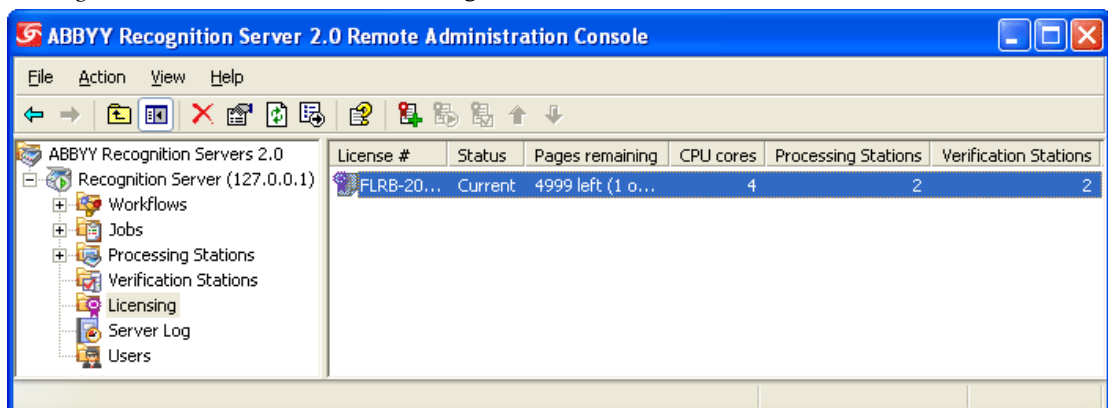 ABBYY Recognition Server 2.0 Remote Administration Console
File Action View Help
ABBYY Recognition Servers 2.0
Recognition Server (127.0.0.1)
Workflows
Jobs
Processing Stations
Verification Stations
Licensing
Server Log
Users
License # Status Pages remaining CPU cores Processing Stations Verification Stations
FLRB-20... Current 4999 left (1 o... 4 2 2